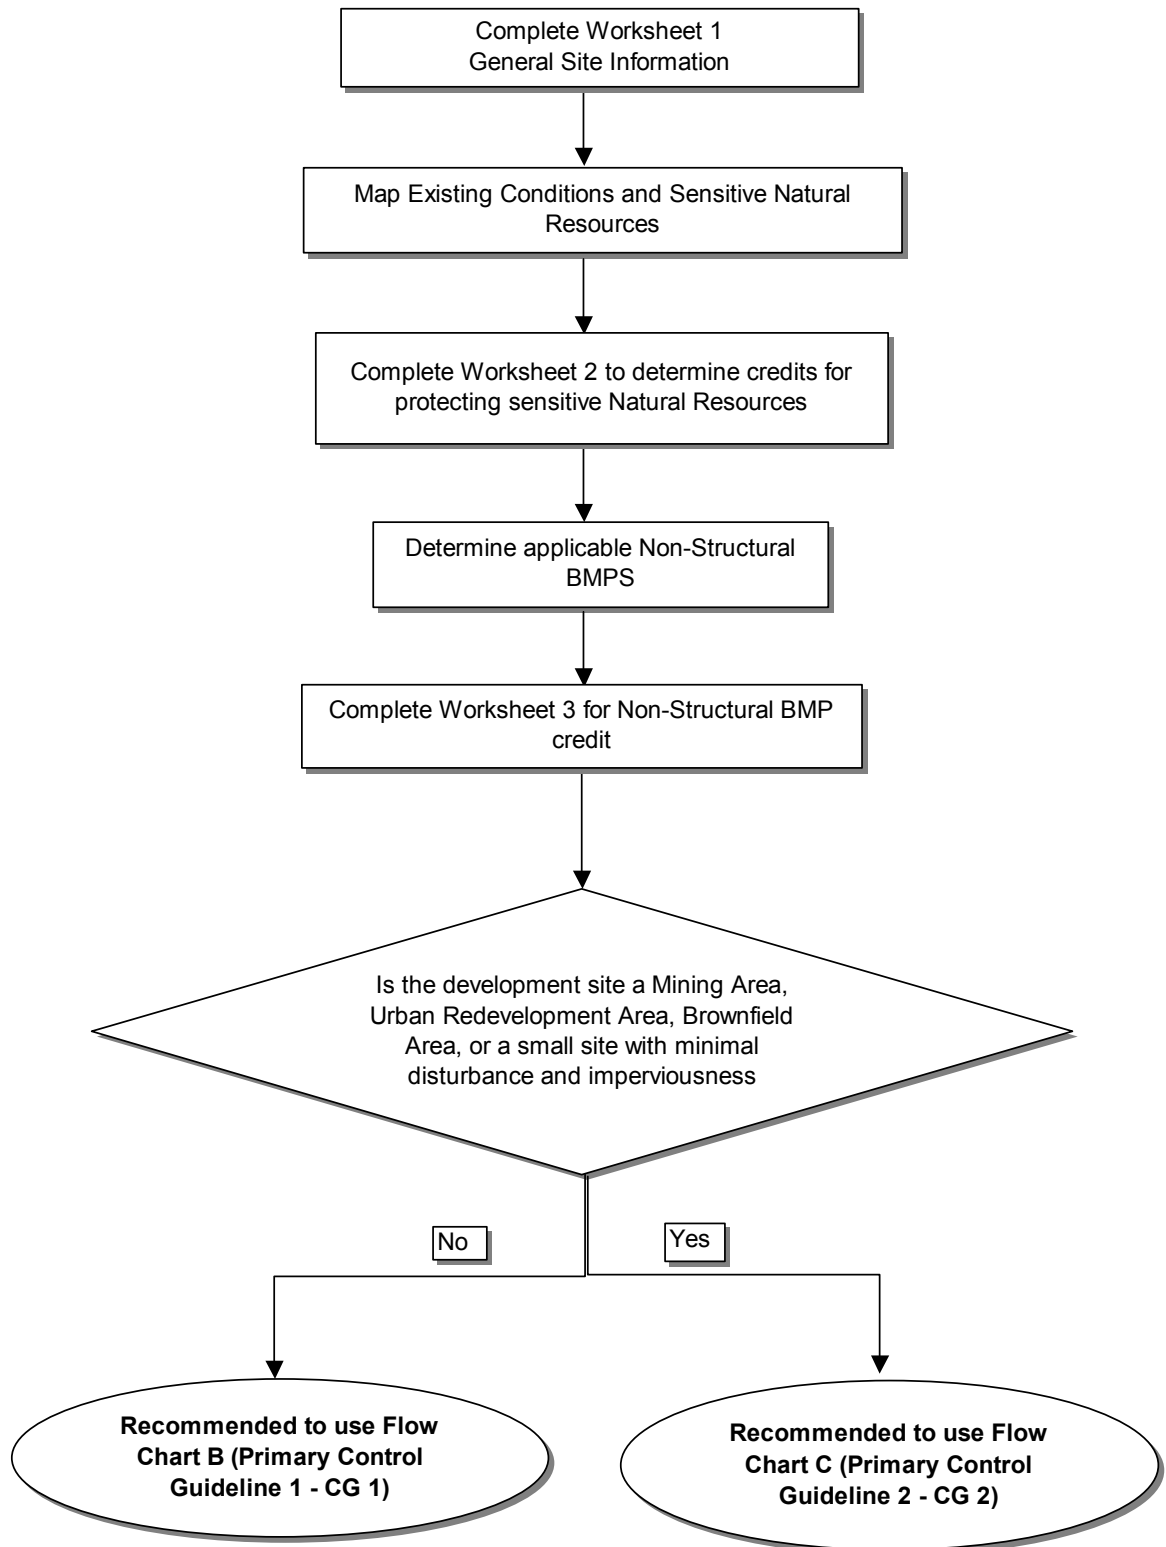 Complete Worksheet 1
General Site Information
Map Existing Conditions and Sensitive Natural
Resources
Complete Worksheet 2 to determine credits for
protecting sensitive Natural Resources
Determine applicable Non-Structural
BMPS
Complete Worksheet 3 for Non-Structural BMP
credit
Is the development site a Mining Area,
Urban Redevelopment Area, Brownfield
Area, or a small site with minimal
disturbance and imperviousness
No
Yes
Recommended to use Flow
Chart B (Primary Control
Guideline 1 - CG 1)
Recommended to use Flow
Chart C (Primary Control
Guideline 2 - CG 2)